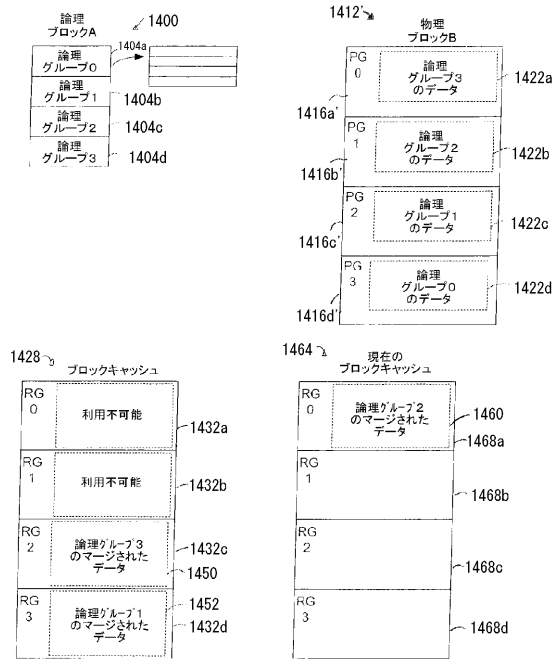 論理
ブロックA
1400
論理
グループ0
1404a
論理
グループ1
1404b
論理
グループ2
1404c
論理
グループ3
1404d
1412'
物理
ブロックB
PG
0
論理
グループ3
のデータ
1422a
1416a'
PG
1
論理
グループ2
のデータ
1422b
1416b'
PG
2
論理
グループ1
のデータ
1422c
1416c'
PG
3
論理
グループ0
のデータ
1422d
1416d'
1428
ブロックキャッシュ
RG
0
利用不可能
1432a
RG
1
利用不可能
1432b
RG
2
論理グループ3
のマージされた
データ
1432c
1450
RG
3
論理グループ1
のマージされた
データ
1452
1432d
1464
現在の
ブロックキャッシュ
RG
0
論理グループ2
のマージされた
データ
1460
1468a
RG
1
1468b
RG
2
1468c
RG
3
1468d